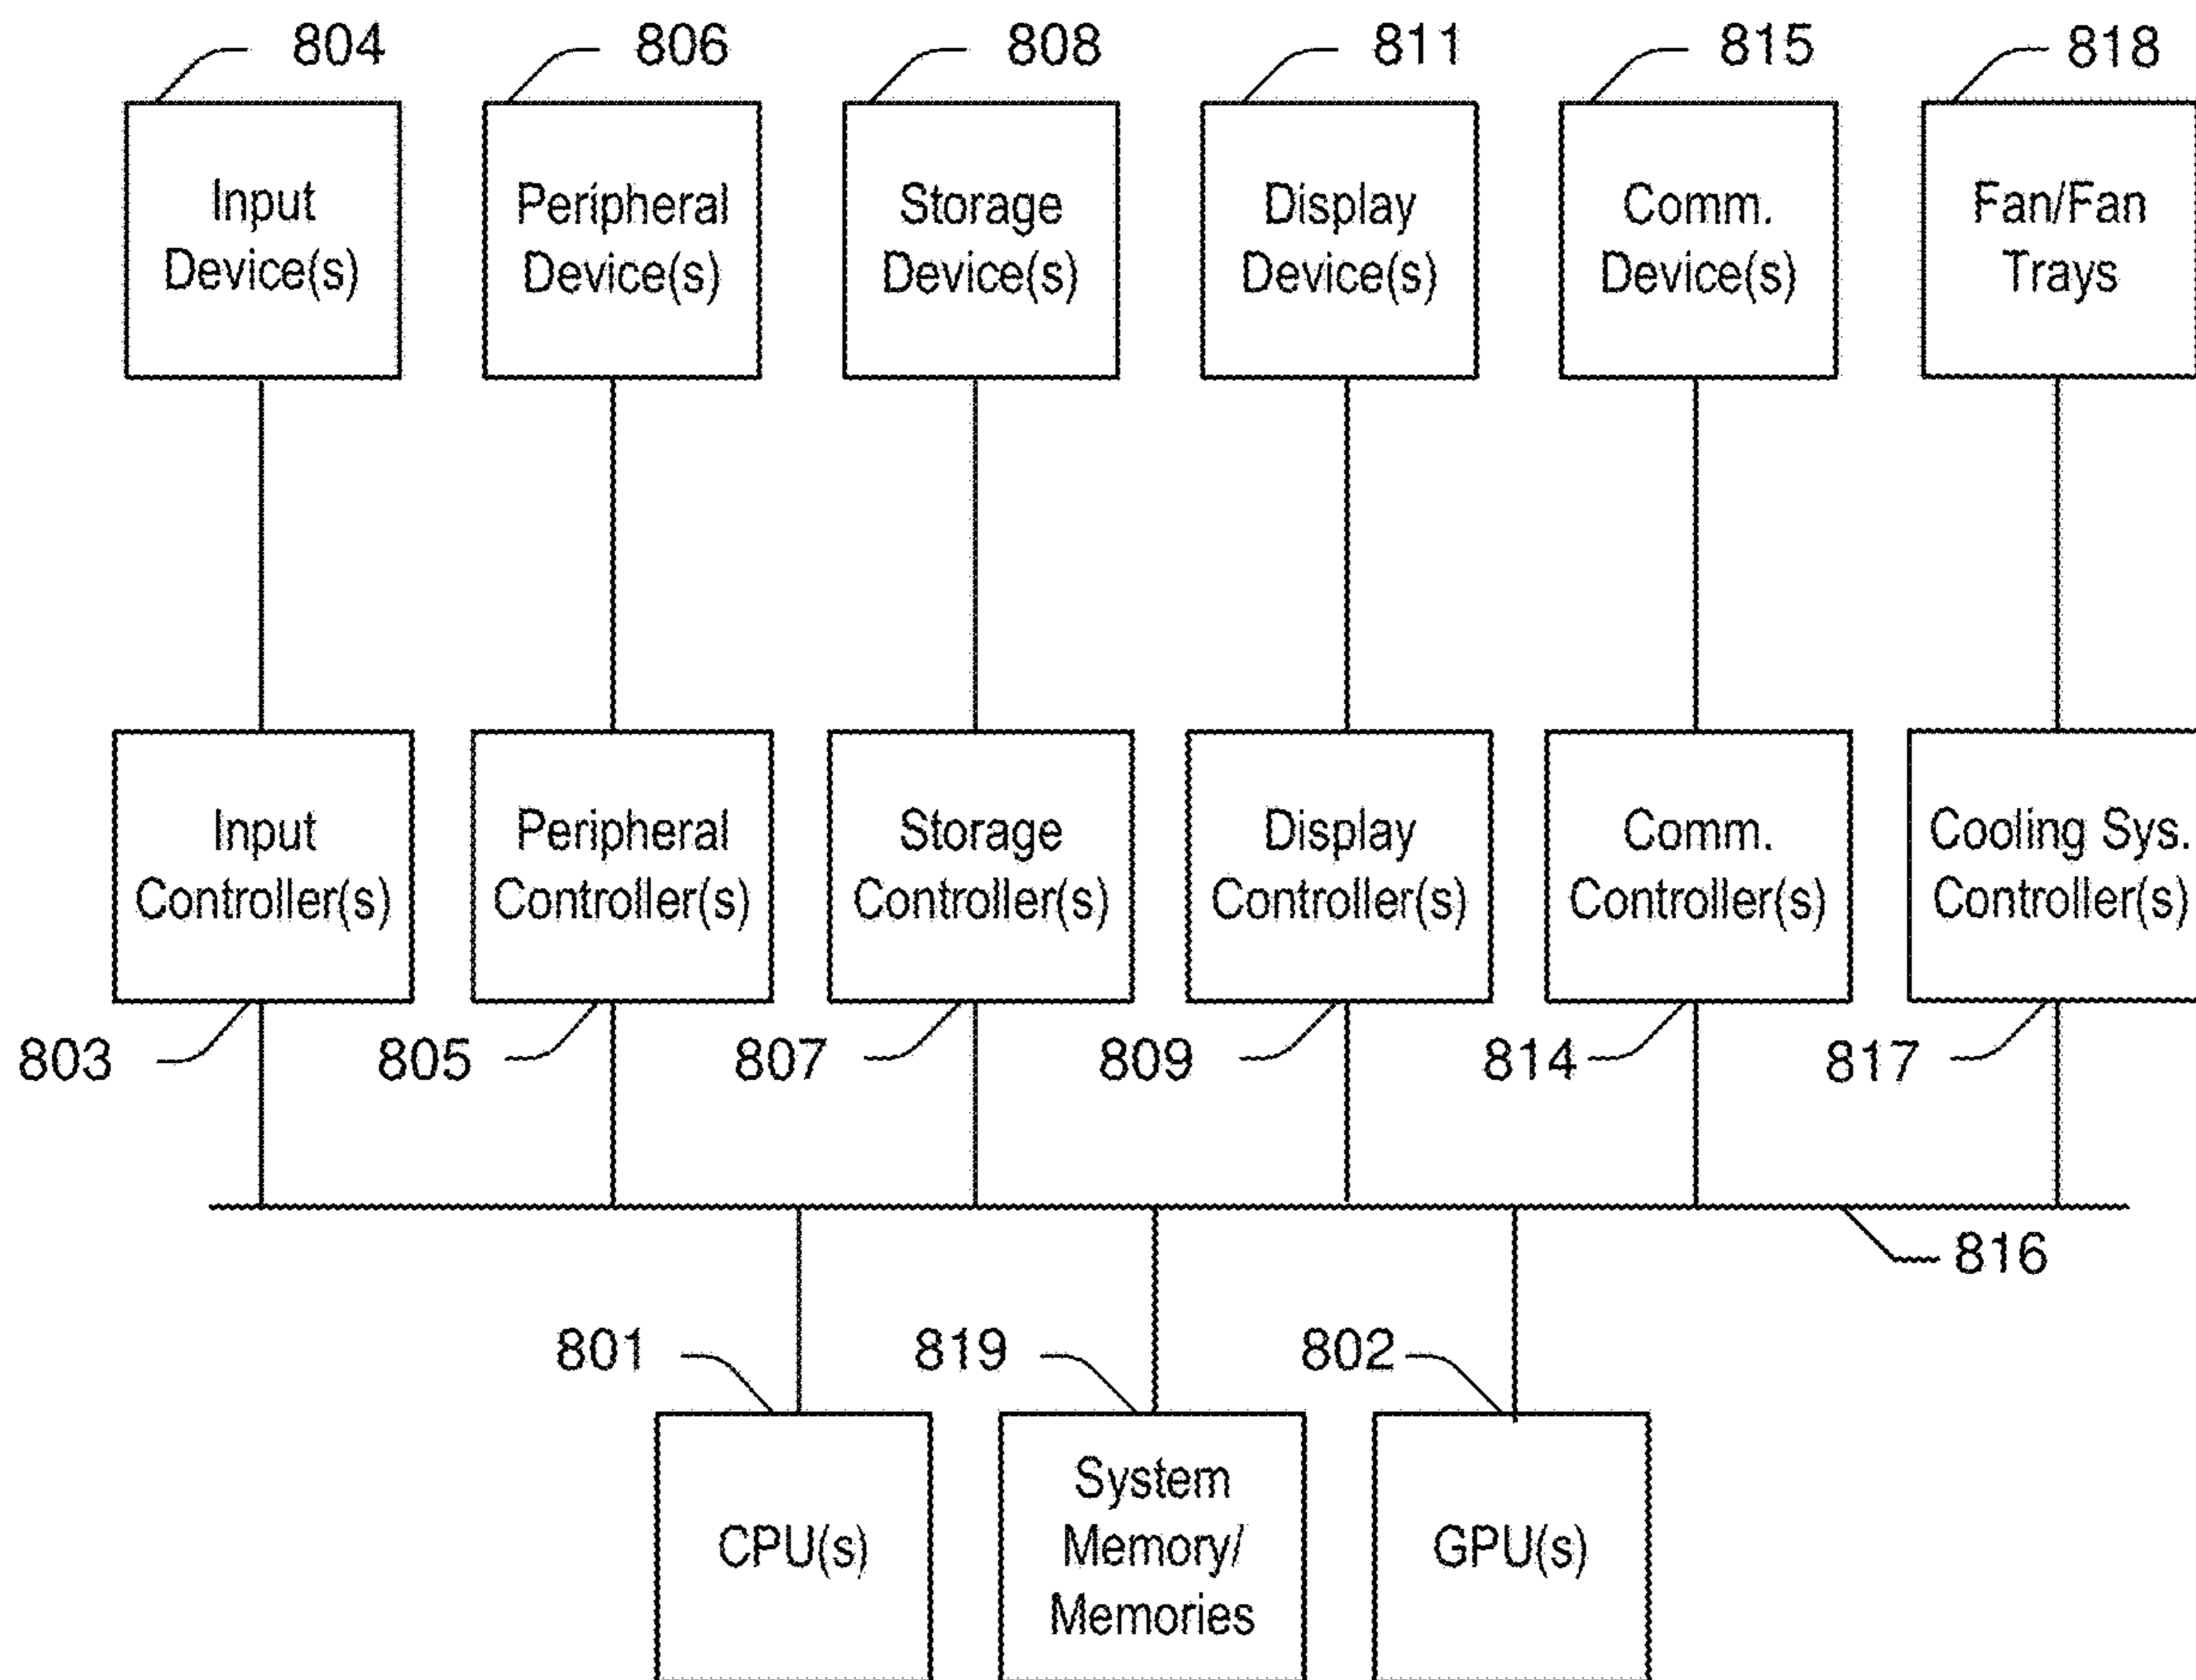 804 806 808 811 815 818
Input Peripheral Storage Display Comm. Fan/Fan
Device(s) Device(s) Device(s) Device(s) Device(s) Trays
Input Peripheral Storage Display Comm. Cooling Sys.
Controller(s) Controller(s) Controller(s) Controller(s) Controller(s) Controller(s)
803 805 807 809 814 817
816
801 819 802
System
CPU(s) Memory/ GPU(s)
Memories